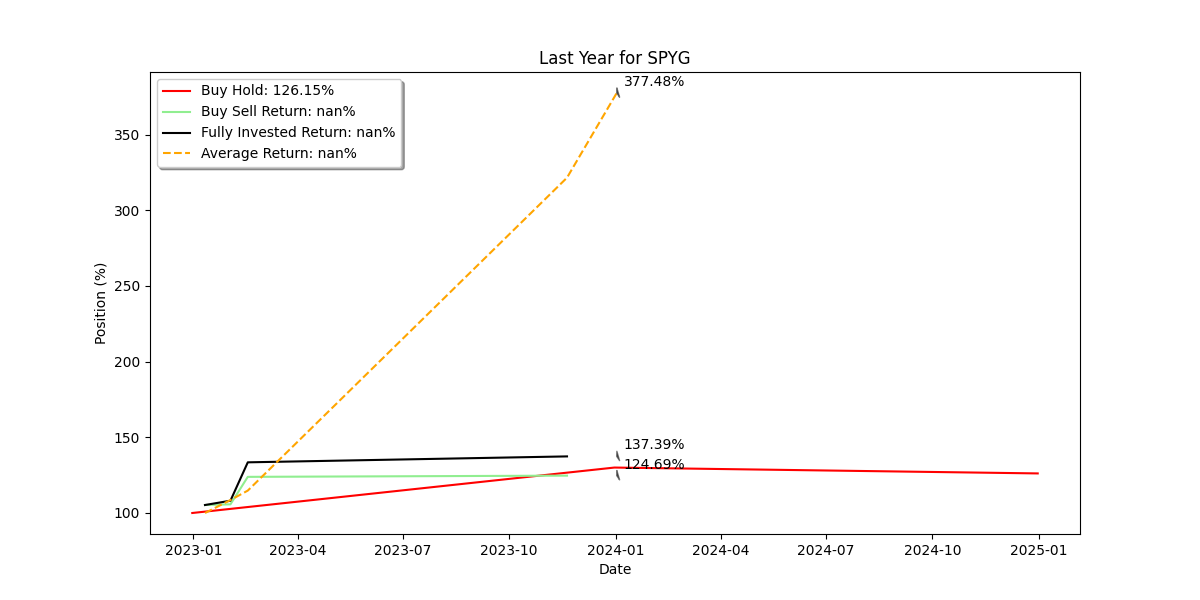 Last Year for SPYG
377.48%
Buy Hold: 126.15%
Buy Sell Return: nan%
Fully Invested Return: nan%
Average Return: nan%
350
300
250
200
150
100
Position (%)
137.39%
124.69%
2023-01 2023-04 2023-07 2023-10 2024-01 2024-04 2024-07 2024-10 2025-01
Date